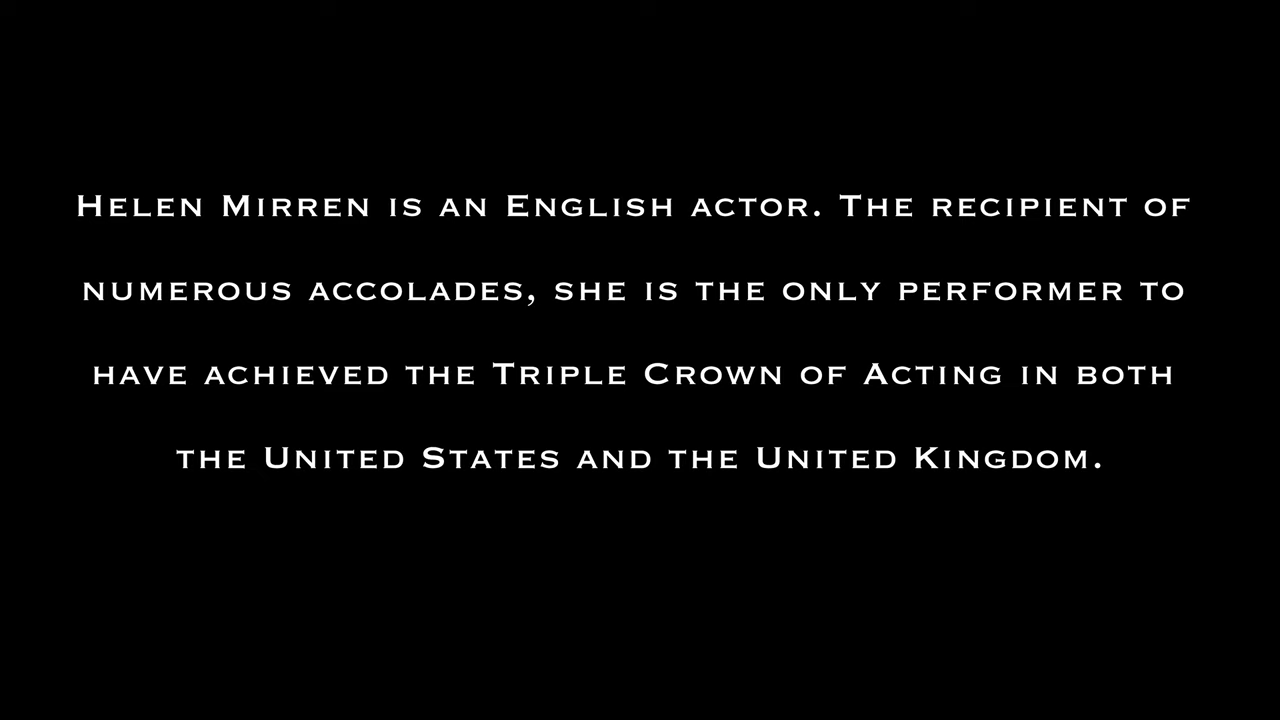 Helen Mirren is an English actor. The recipient of
numerous accolades, she is the only performer to
have achieved the Triple Crown of Acting in both
the United States and the United Kingdom.